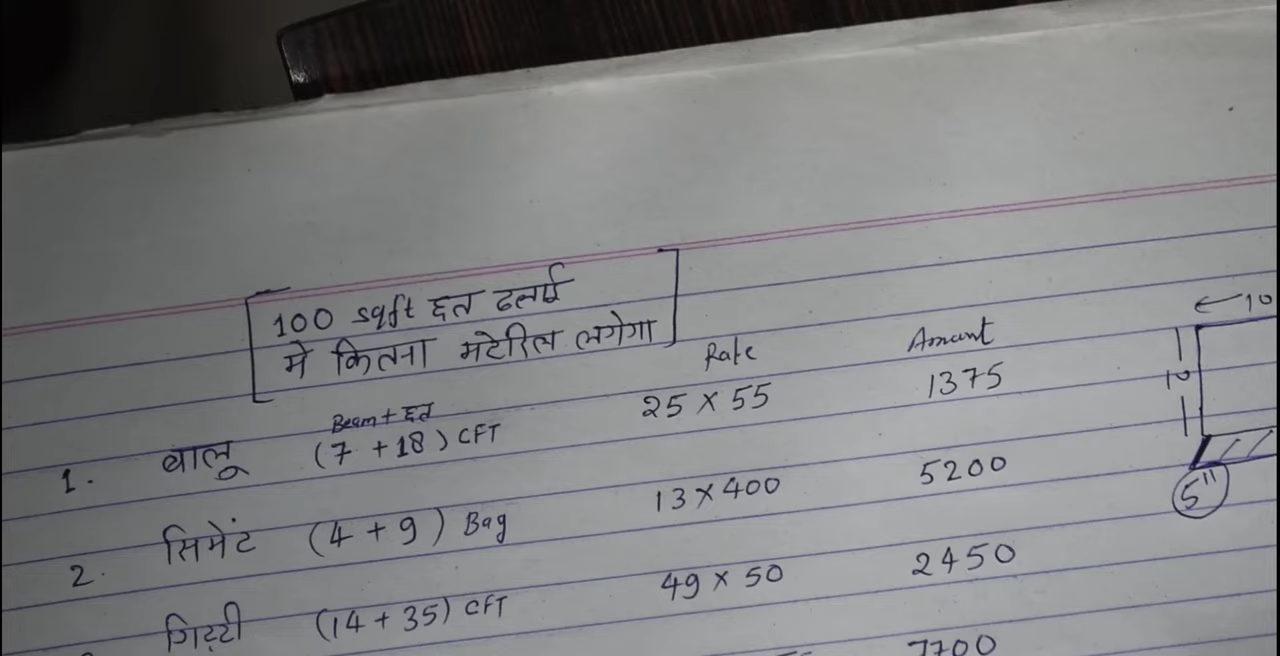 100 sqft छत ढलाई
मे कितना मटेरिल लगेगा
Rate Amount
Beam + छत
1. बालू (7 + 18) CFT 25 × 55 1375
2. सिमेंट (4 + 9) Bag 13 × 400 5200
गिट्टी (14 + 35) CFT 49 × 50 2450
7700
← 10
10
5"